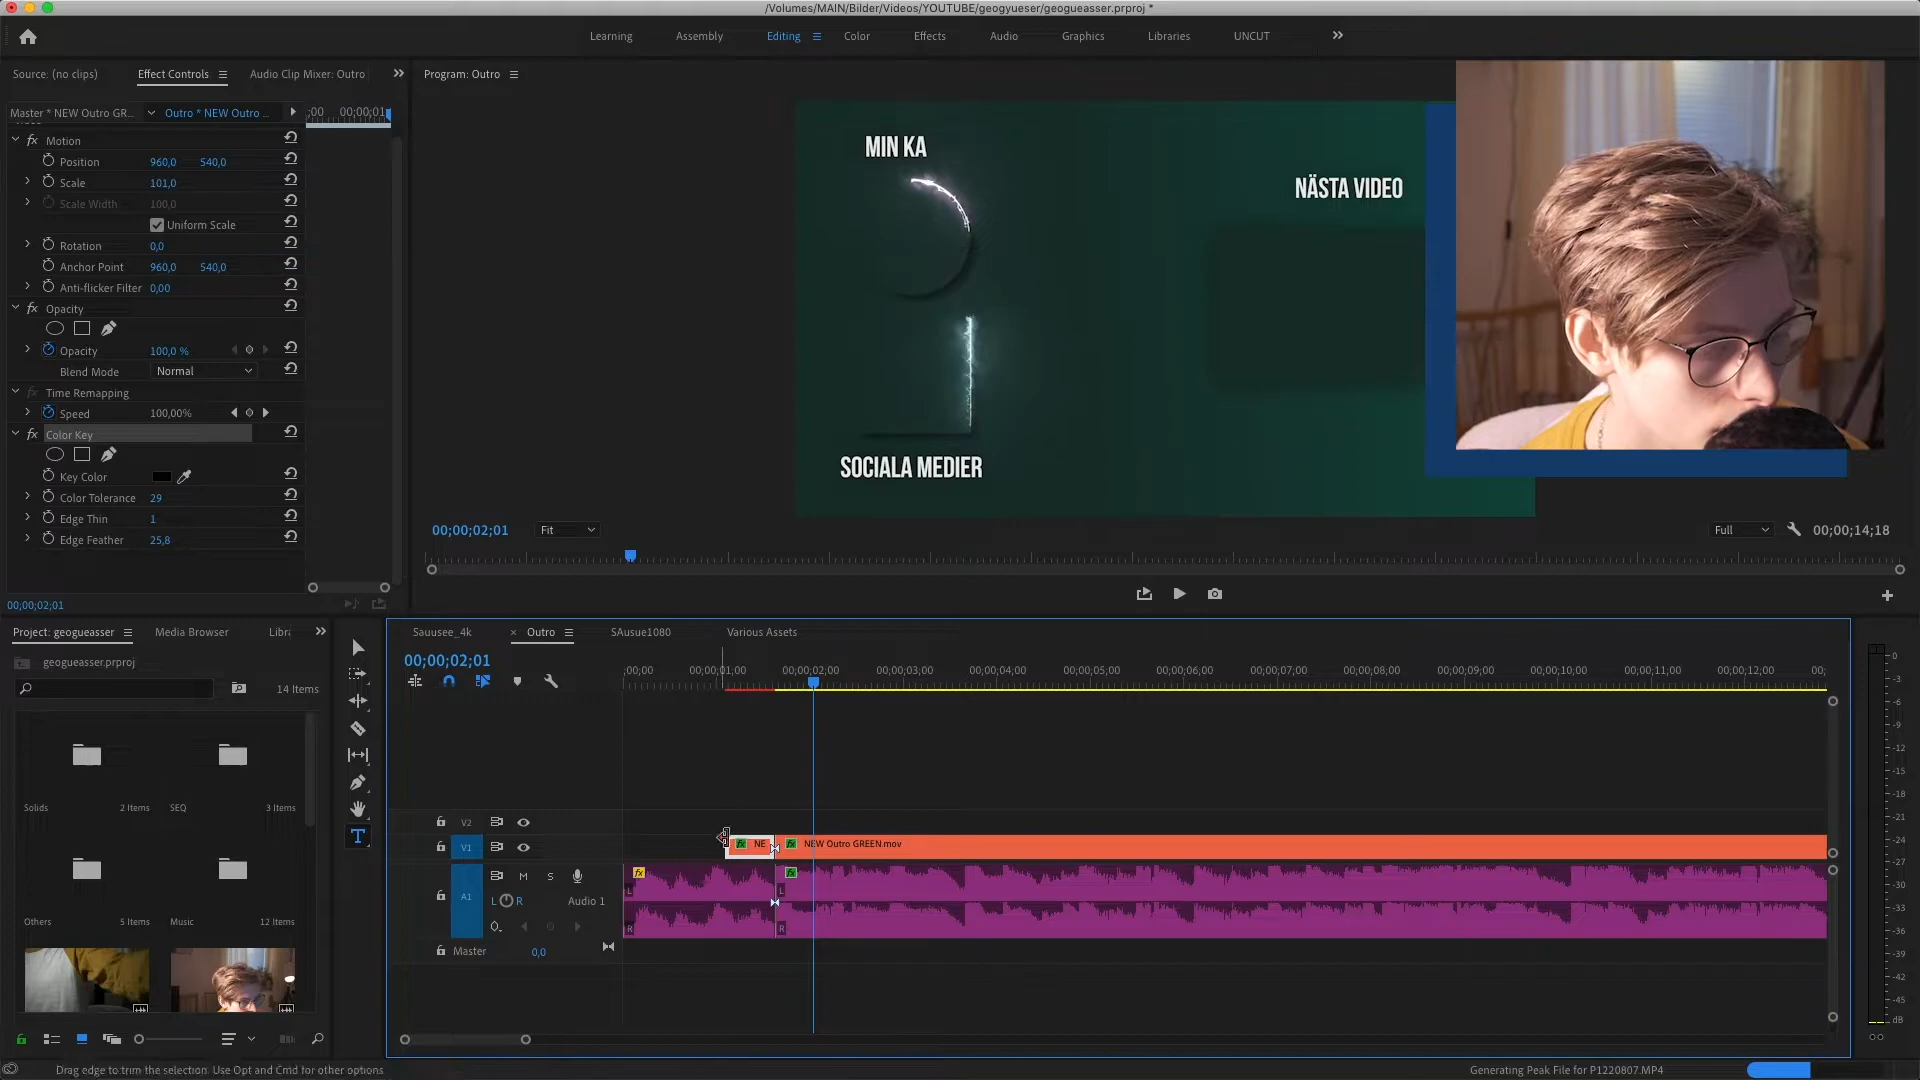 /Volumes/MAIN/Bilder/Videos/YOUTUBE/geogyueser/geogueasser.prproj *
Learning
Assembly
Editing
Color
Effects
Audio
Graphics
Libraries
UNCUT
Source: (no clips)
Effect Controls
Audio Clip Mixer: Outro
Program: Outro
Master * NEW Outro GR...
Outro * NEW Outro ...
;00
00;00;01
fx Motion
Position 960,0 540,0
Scale 101,0
Scale Width 100,0
Uniform Scale
Rotation 0,0
Anchor Point 960,0 540,0
Anti-flicker Filter 0,00
fx Opacity
Opacity 100,0 %
Blend Mode Normal
fx Time Remapping
Speed 100,00%
fx Color Key
Key Color
Color Tolerance 29
Edge Thin 1
Edge Feather 25,8
00;00;02;01
MIN KA
NÄSTA VIDEO
SOCIALA MEDIER
00;00;02;01
Fit
Full
00;00;14;18
Project: geogueasser
Media Browser
Libra
geogueasser.prproj
14 Items
Solids 2 Items
SEQ 3 Items
Others 5 Items
Music 12 Items
Sauusee_4k
× Outro
SAusue1080
Various Assets
00;00;02;01
;00;00
00;00;01;00
00;00;02;00
00;00;03;00
00;00;04;00
00;00;05;00
00;00;06;00
00;00;07;00
00;00;08;00
00;00;09;00
00;00;10;00
00;00;11;00
00;00;12;00
00;
V2
V1
fx NE
fx NEW Outro GREEN.mov
A1
M S
L R Audio 1
fx
fx
L
L
R
R
Master 0,0
0
-3
-6
-9
-12
-15
-18
-21
-24
-27
-30
-33
-36
-39
-42
-45
dB
Drag edge to trim the selection. Use Opt and Cmd for other options.
Generating Peak File for P1220807.MP4